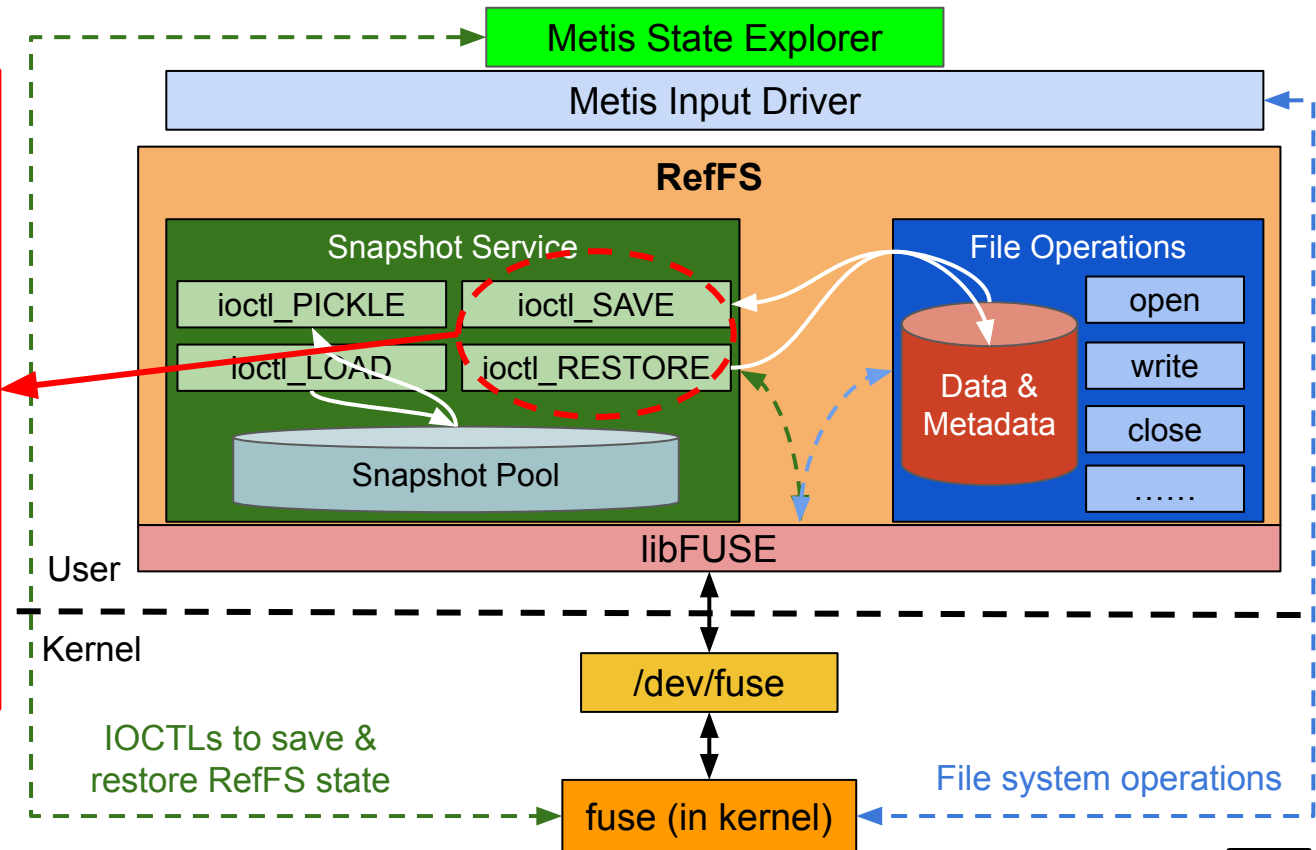 Metis State Explorer
Metis Input Driver
RefFS
Snapshot Service
File Operations
ioctl_PICKLE
ioctl_SAVE
open
ioctl_LOAD
ioctl_RESTORE
write
Data &
Metadata
close
Snapshot Pool
……
libFUSE
User
Kernel
/dev/fuse
IOCTLs to save &
restore RefFS state
File system operations
fuse (in kernel)